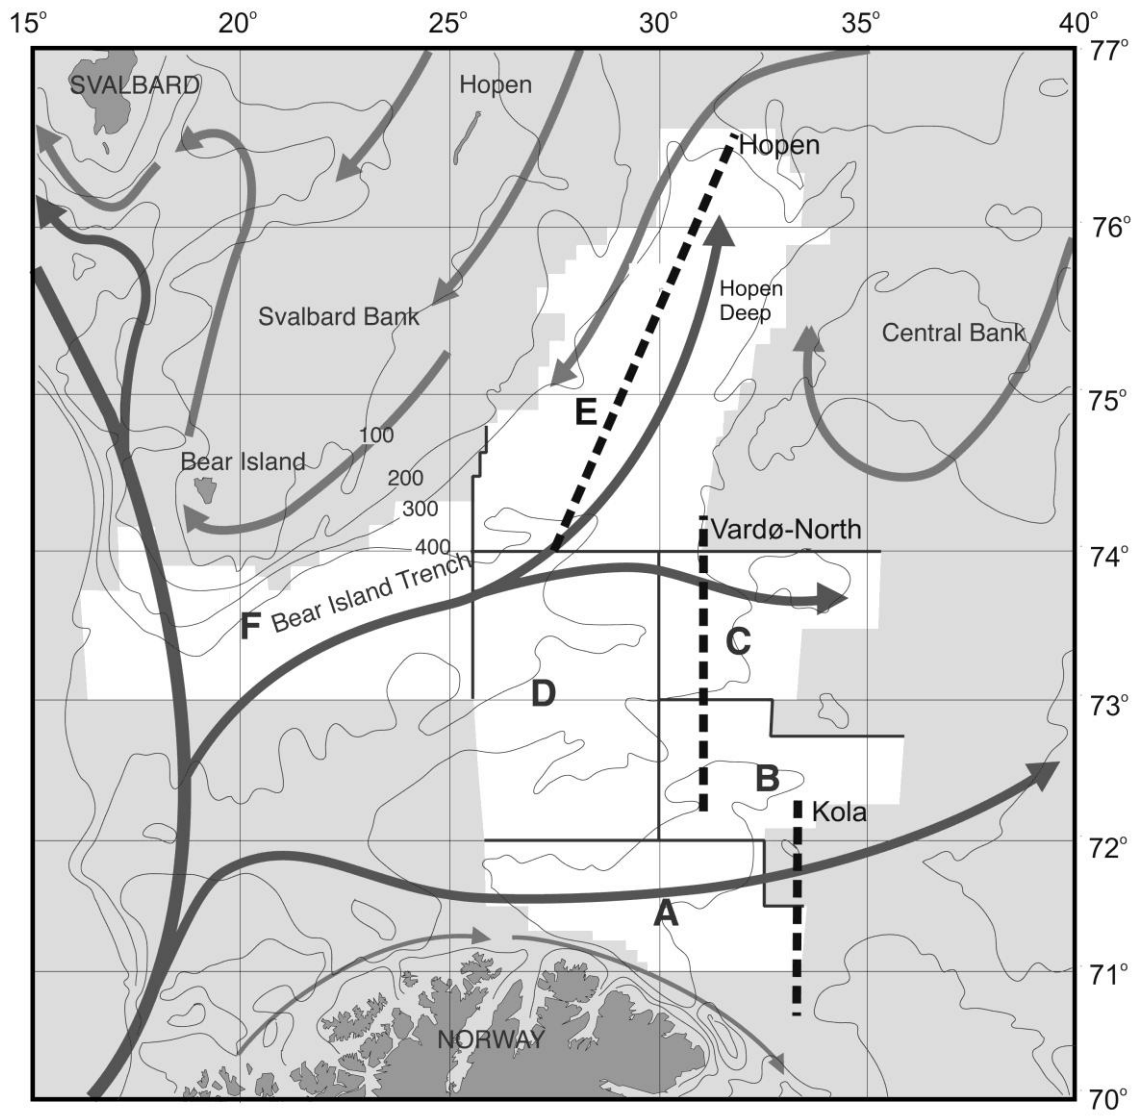 15° 20° 25° 30° 35° 40°
77°
SVALBARD
Hopen
Hopen
76°
Hopen
Deep
Svalbard Bank
Central Bank
75°
E
100
Bear Island
200
300
Vardø-North
400
74°
Bear Island Trench
F
C
D
73°
B
Kola
72°
A
71°
NORWAY
70°